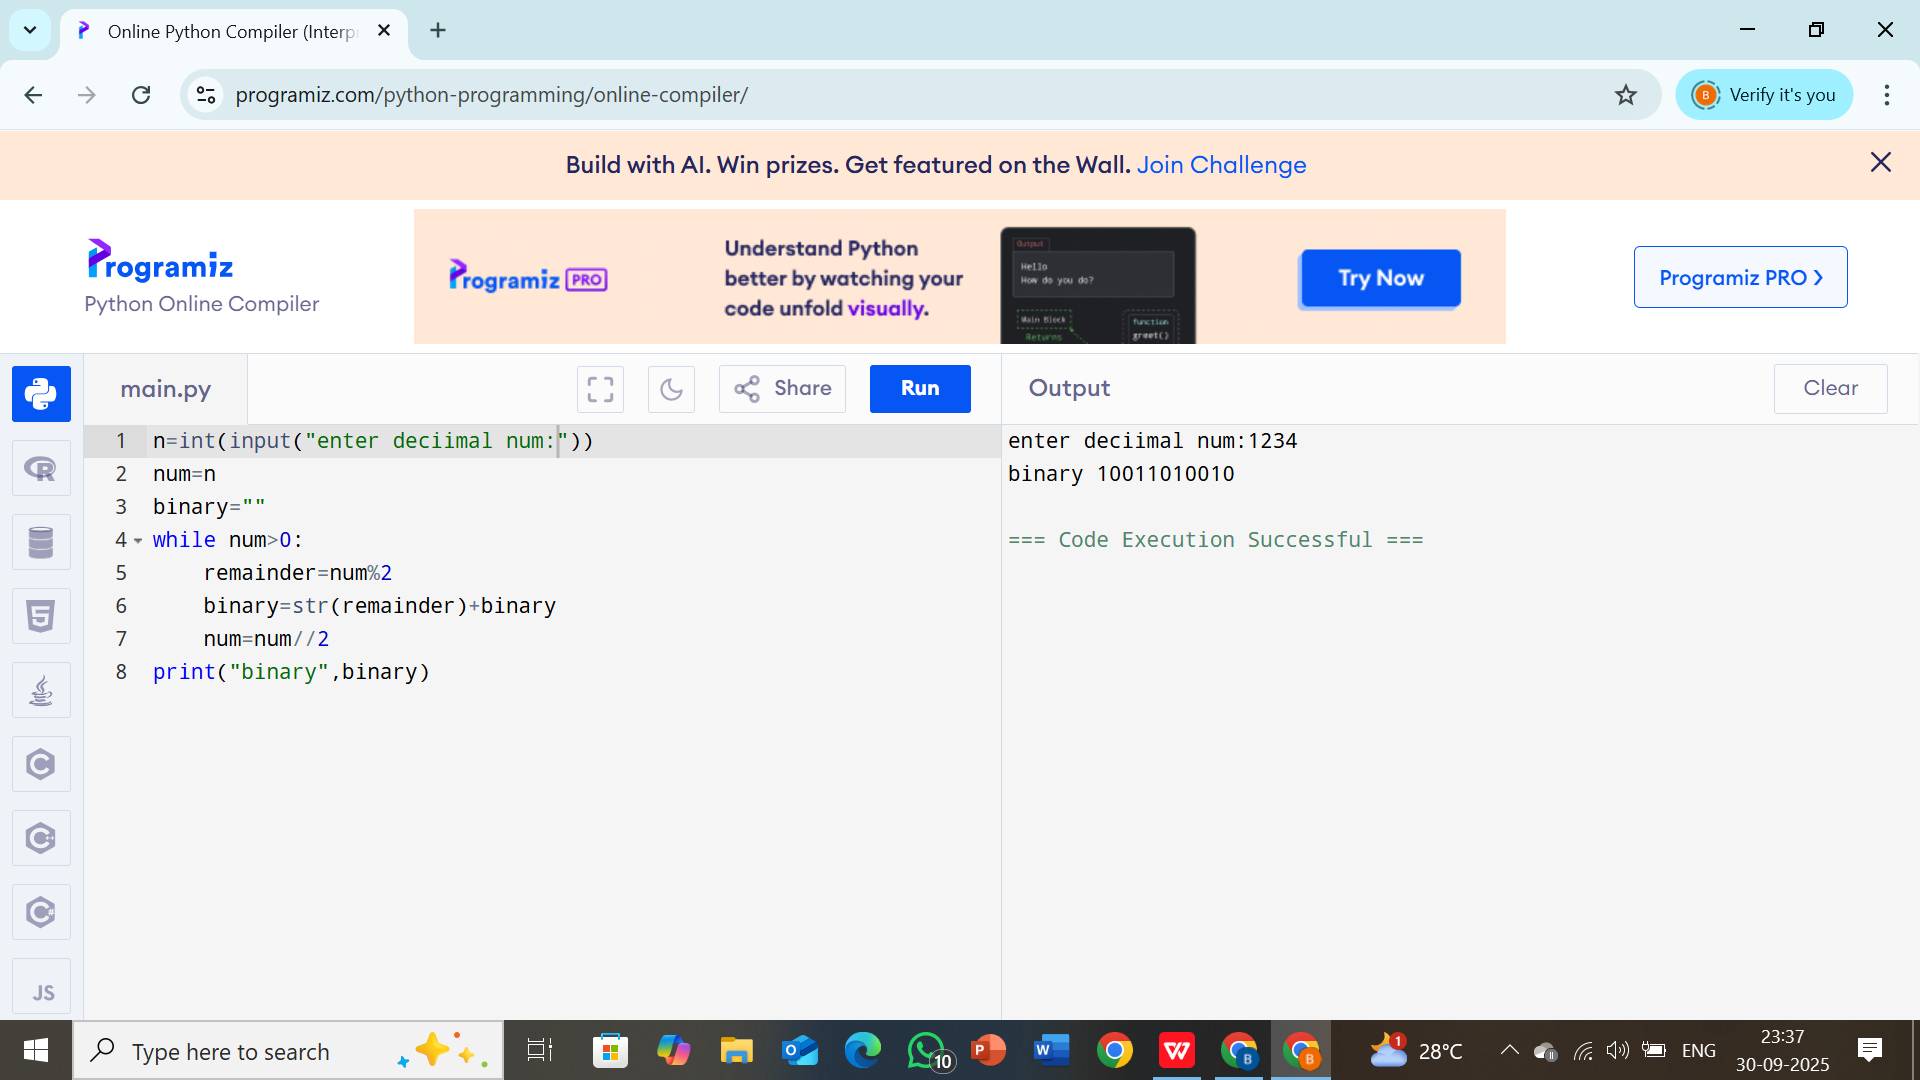 Online Python Compiler (Interp
programiz.com/python-programming/online-compiler/
B Verify it's you
Build with AI. Win prizes. Get featured on the Wall. Join Challenge
Programiz
Python Online Compiler
Programiz PRO
Understand Python
better by watching your
code unfold visually.
Output
Hello
How do you do?
Main Block
Returns
function
greet()
Try Now
Programiz PRO
main.py
Share
Run
Output
Clear
1 n=int(input("enter deciimal num:"))
2 num=n
3 binary=""
4 while num>0:
5 remainder=num%2
6 binary=str(remainder)+binary
7 num=num//2
8 print("binary",binary)
enter deciimal num:1234
binary 10011010010
=== Code Execution Successful ===
JS
Type here to search
10
1
28°C
ENG
23:37
30-09-2025